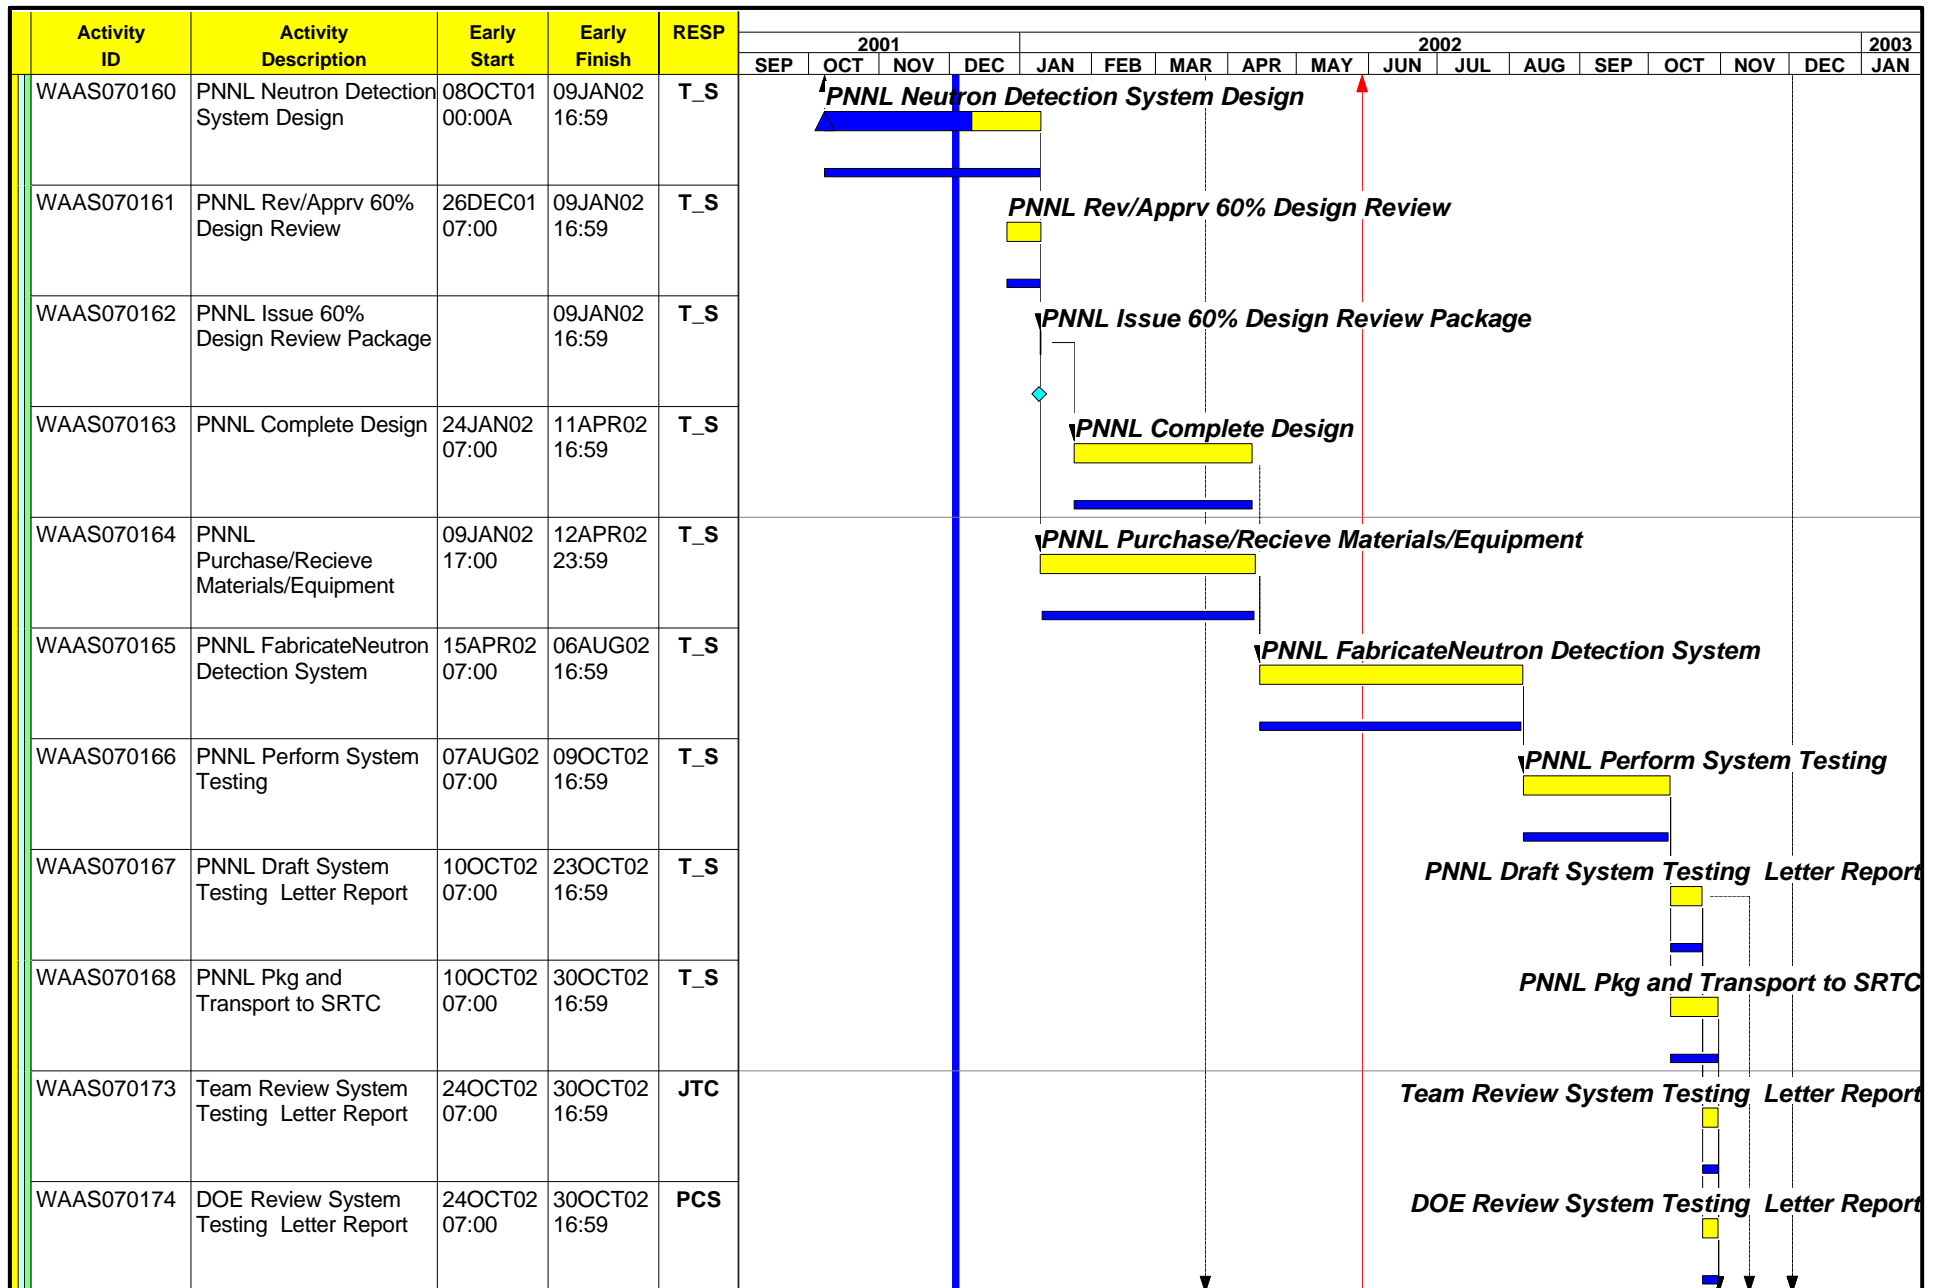 Activity Activity Early Early RESP
ID Description Start Finish
2001 2002 2003
SEP OCT NOV DEC JAN FEB MAR APR MAY JUN JUL AUG SEP OCT NOV DEC JAN
WAAS070160 PNNL Neutron Detection 08OCT01 09JAN02 T_S PNNL Neutron Detection System Design
System Design 00:00A 16:59
WAAS070161 PNNL Rev/Apprv 60% 26DEC01 09JAN02 T_S PNNL Rev/Apprv 60% Design Review
Design Review 07:00 16:59
WAAS070162 PNNL Issue 60% 09JAN02 T_S PNNL Issue 60% Design Review Package
Design Review Package 16:59
WAAS070163 PNNL Complete Design 24JAN02 11APR02 T_S PNNL Complete Design
07:00 16:59
WAAS070164 PNNL 09JAN02 12APR02 T_S PNNL Purchase/Recieve Materials/Equipment
Purchase/Recieve 17:00 23:59
Materials/Equipment
WAAS070165 PNNL FabricateNeutron 15APR02 06AUG02 T_S PNNL FabricateNeutron Detection System
Detection System 07:00 16:59
WAAS070166 PNNL Perform System 07AUG02 09OCT02 T_S PNNL Perform System Testing
Testing 07:00 16:59
WAAS070167 PNNL Draft System 10OCT02 23OCT02 T_S PNNL Draft System Testing Letter Report
Testing Letter Report 07:00 16:59
WAAS070168 PNNL Pkg and 10OCT02 30OCT02 T_S PNNL Pkg and Transport to SRTC
Transport to SRTC 07:00 16:59
WAAS070173 Team Review System 24OCT02 30OCT02 JTC Team Review System Testing Letter Report
Testing Letter Report 07:00 16:59
WAAS070174 DOE Review System 24OCT02 30OCT02 PCS DOE Review System Testing Letter Report
Testing Letter Report 07:00 16:59